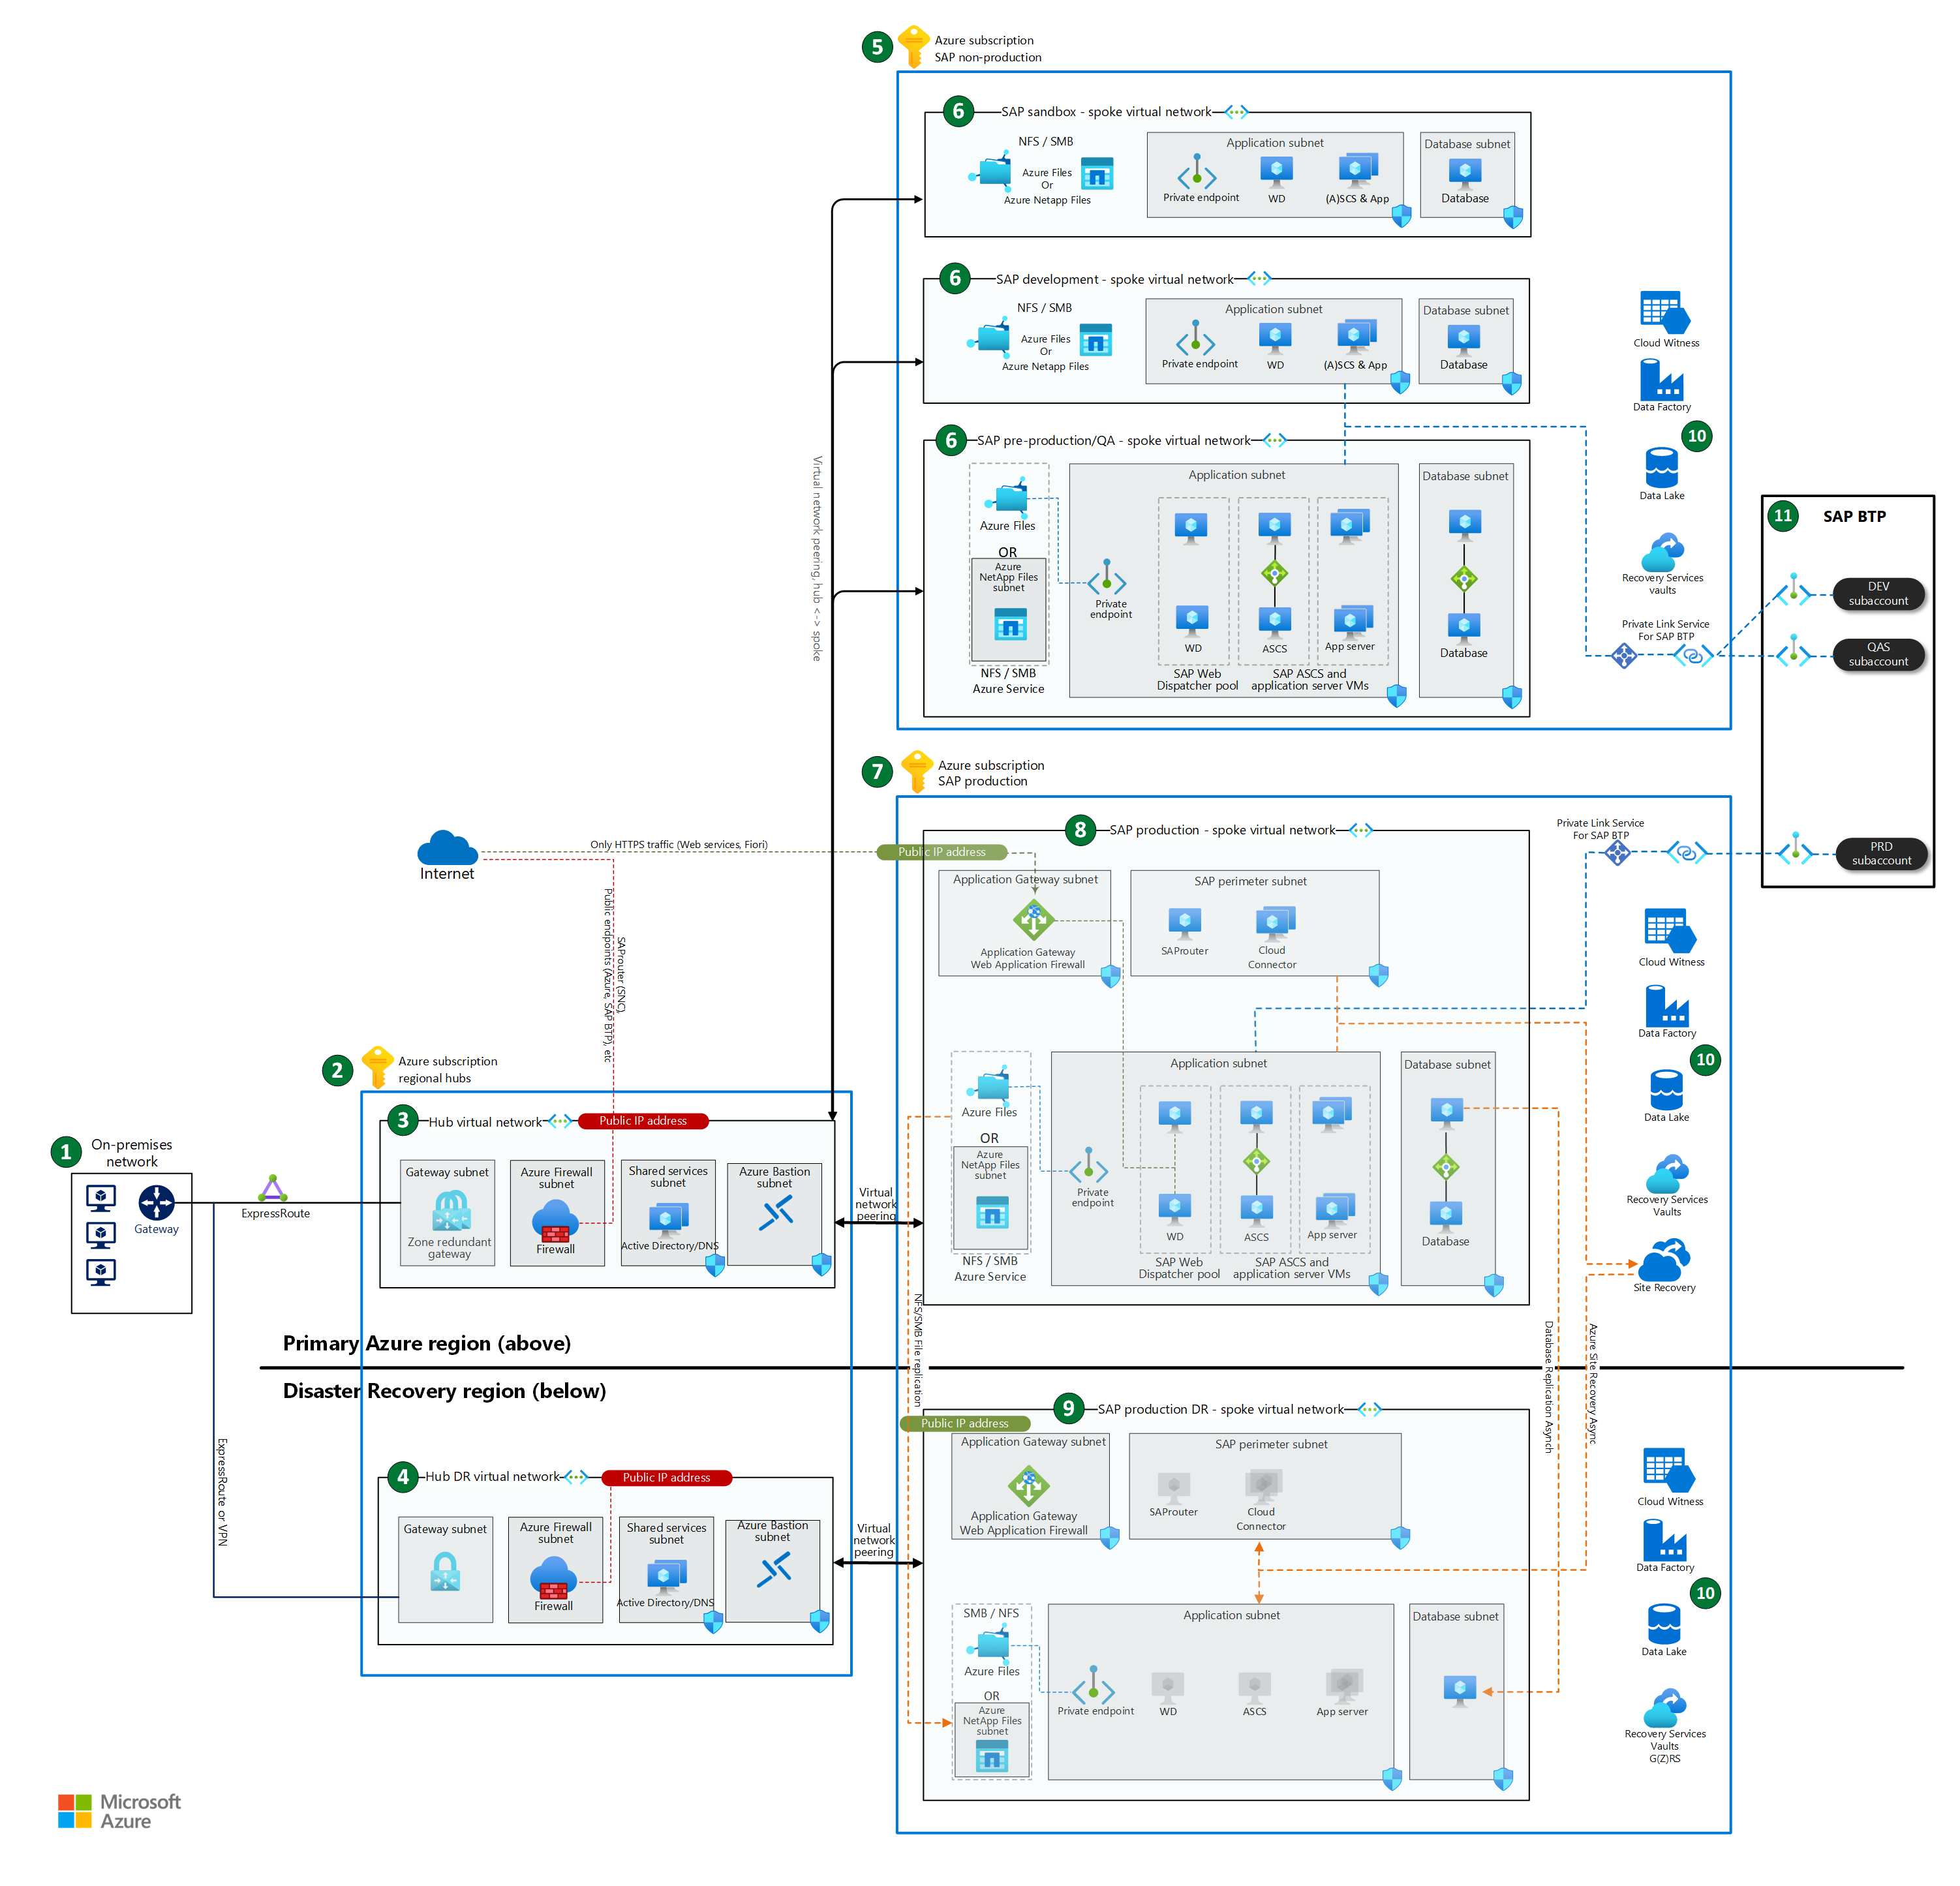 5
Azure subscription
SAP non-production
6
SAP sandbox - spoke virtual network
NFS / SMB
Azure Files
Or
Azure Netapp Files
Application subnet
Private endpoint
WD
(A)SCS & App
Database subnet
Database
6
SAP development - spoke virtual network
NFS / SMB
Azure Files
Or
Azure Netapp Files
Application subnet
Private endpoint
WD
(A)SCS & App
Database subnet
Database
6
SAP pre-production/QA - spoke virtual network
Azure Files
OR
Azure
NetApp Files
subnet
NFS / SMB
Azure Service
Application subnet
Private
endpoint
WD
SAP Web
Dispatcher pool
ASCS
App server
SAP ASCS and
application server VMs
Database subnet
Database
Cloud Witness
Data Factory
10
Data Lake
Recovery Services
vaults
Private Link Service
For SAP BTP
11
SAP BTP
DEV
subaccount
QAS
subaccount
PRD
subaccount
Virtual network peering, hub <-> spoke
7
Azure subscription
SAP production
8
SAP production - spoke virtual network
Internet
Only HTTPS traffic (Web services, Fiori)
Public IP address
SAProuter (SNC),
Public endpoints (Azure, SAP BTP), etc
Application Gateway subnet
Application Gateway
Web Application Firewall
SAP perimeter subnet
SAProuter
Cloud
Connector
Private Link Service
For SAP BTP
Azure Files
OR
Azure
NetApp Files
subnet
NFS / SMB
Azure Service
Application subnet
Private
endpoint
WD
SAP Web
Dispatcher pool
ASCS
App server
SAP ASCS and
application server VMs
Database subnet
Database
Cloud Witness
Data Factory
10
Data Lake
Recovery Services
Vaults
Site Recovery
2
Azure subscription
regional hubs
3
Hub virtual network
Public IP address
Gateway subnet
Zone redundant
gateway
Azure Firewall
subnet
Firewall
Shared services
subnet
Active Directory/DNS
Azure Bastion
subnet
1
On-premises
network
Gateway
ExpressRoute
Virtual
network
peering
Primary Azure region (above)
Disaster Recovery region (below)
NFS/SMB File replication
Database Replication Asynch
Azure Site Recovery Async
ExpressRoute or VPN
4
Hub DR virtual network
Public IP address
Gateway subnet
Azure Firewall
subnet
Firewall
Shared services
subnet
Active Directory/DNS
Azure Bastion
subnet
Virtual
network
peering
9
SAP production DR - spoke virtual network
Public IP address
Application Gateway subnet
Application Gateway
Web Application Firewall
SAP perimeter subnet
SAProuter
Cloud
Connector
SMB / NFS
Azure Files
OR
Azure
NetApp Files
subnet
Application subnet
Private endpoint
WD
ASCS
App server
Database subnet
Cloud Witness
Data Factory
10
Data Lake
Recovery Services
Vaults
G(Z)RS
Microsoft
Azure